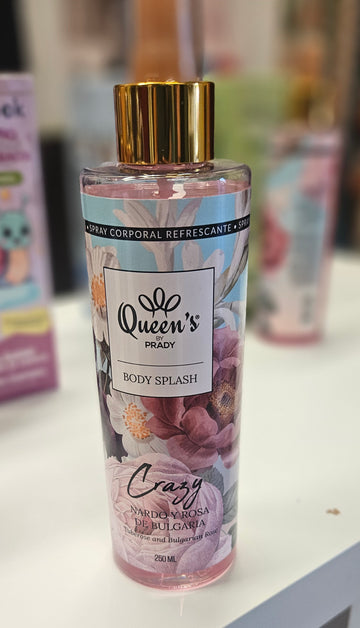 • SPRAY CORPORAL REFRESCANTE •
Queen's®
BY
PRADY
BODY SPLASH
Crazy
NARDO Y ROSA
DE BULGARIA
Tuberose and Bulgarian Rose
250 ML